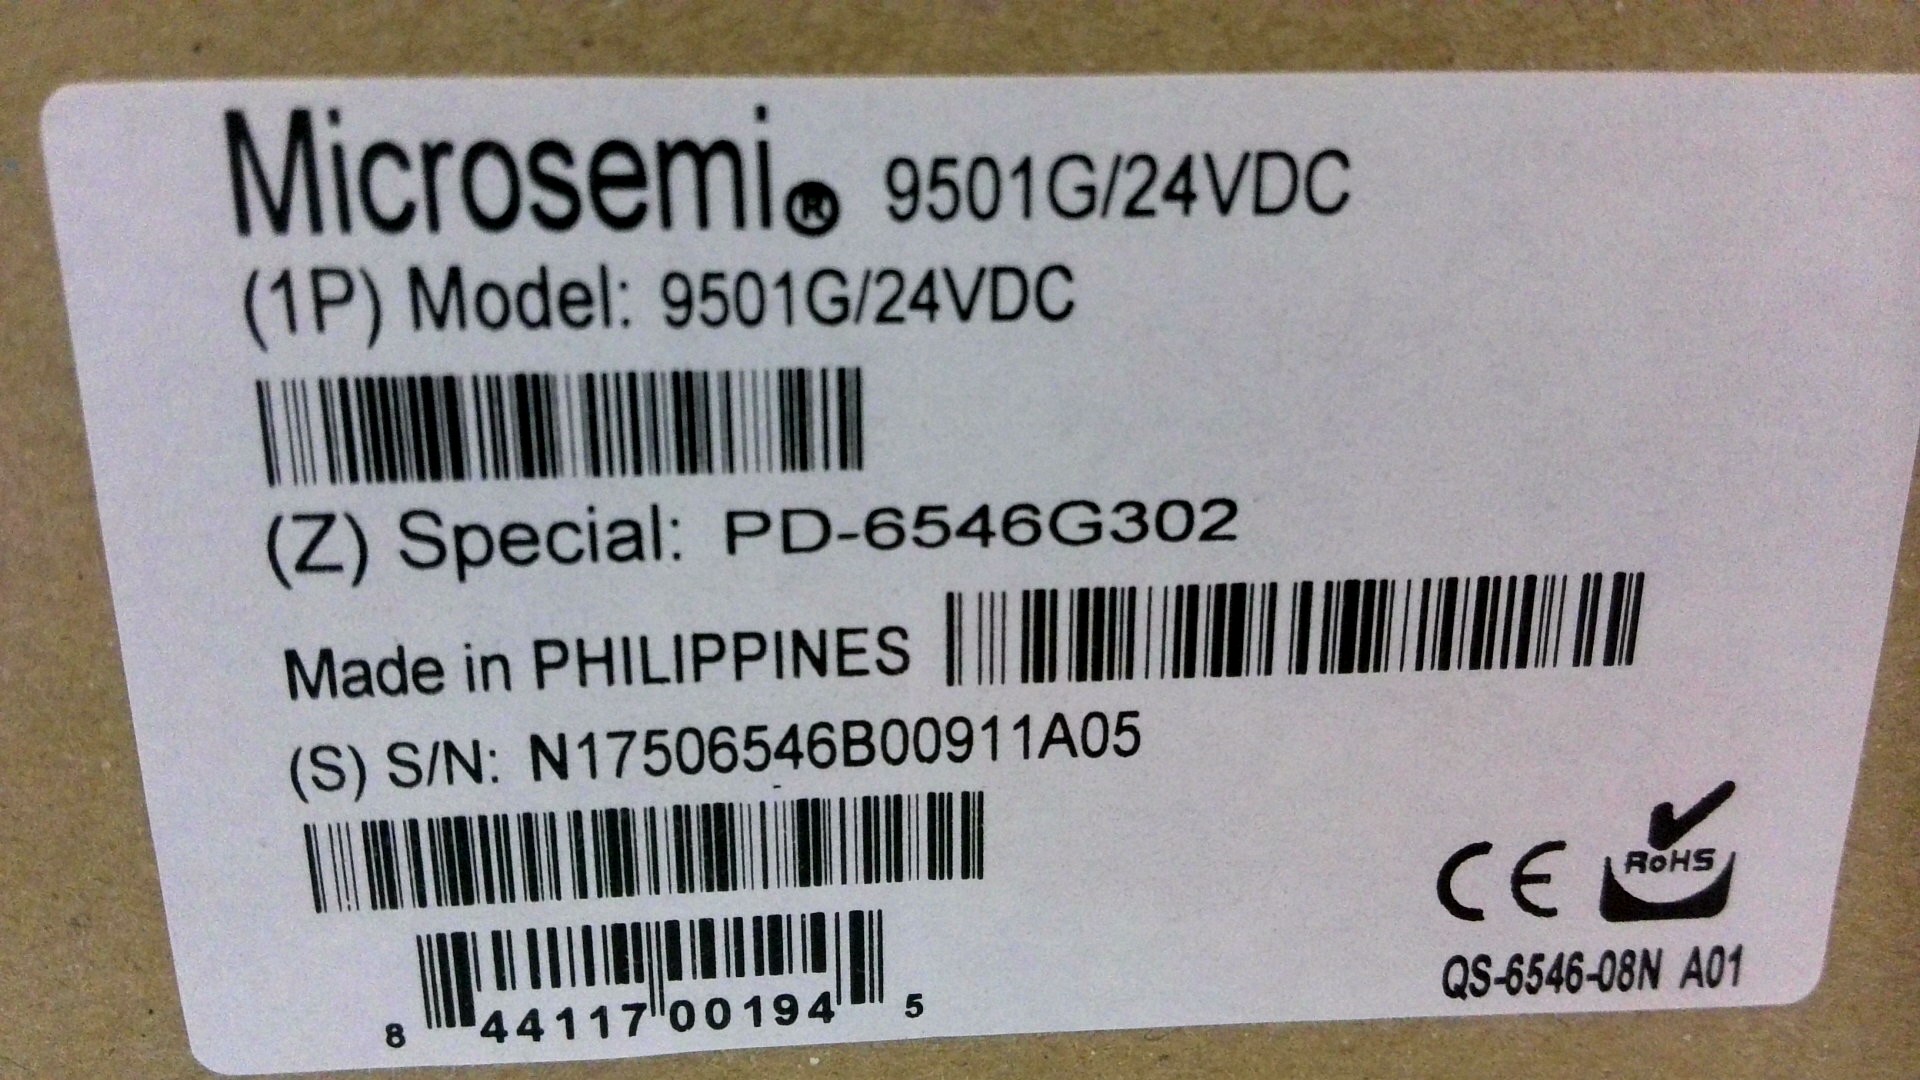 Microsemi® 9501G/24VDC
(1P) Model: 9501G/24VDC
(Z) Special: PD-6546G302
Made in PHILIPPINES
(S) S/N: N17506546B00911A05
8 44117 00194 5
CE RoHS
QS-6546-08N A01